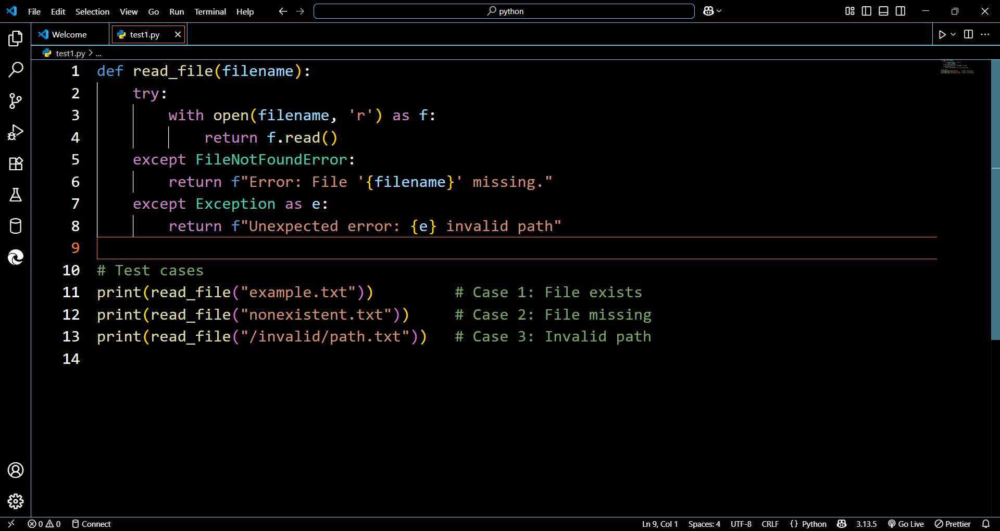 File Edit Selection View Go Run Terminal Help python
Welcome test1.py
test1.py > ...
1 def read_file(filename):
2     try:
3         with open(filename, 'r') as f:
4             return f.read()
5     except FileNotFoundError:
6         return f"Error: File '{filename}' missing."
7     except Exception as e:
8         return f"Unexpected error: {e} invalid path"
9
10 # Test cases
11 print(read_file("example.txt"))         # Case 1: File exists
12 print(read_file("nonexistent.txt"))     # Case 2: File missing
13 print(read_file("/invalid/path.txt"))   # Case 3: Invalid path
14
0 0 Connect Ln 9, Col 1 Spaces: 4 UTF-8 CRLF {} Python 3.13.5 Go Live Prettier